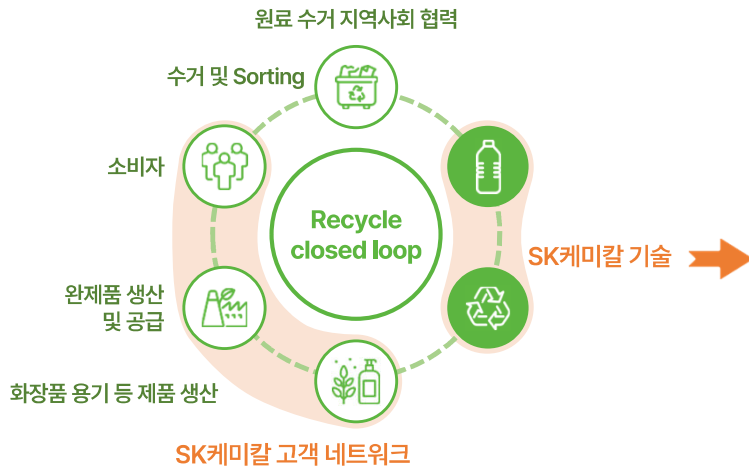 원료 수거 지역사회 협력
수거 및 Sorting
소비자
Recycle
closed loop
SK케미칼 기술
완제품 생산
및 공급
화장품 용기 등 제품 생산
SK케미칼 고객 네트워크